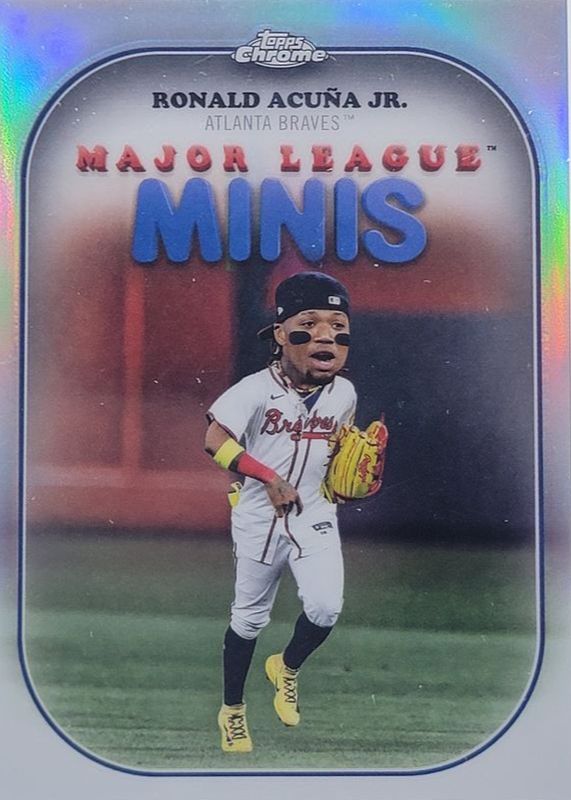 Topps
Chrome
RONALD ACUÑA JR.
ATLANTA BRAVES™
MAJOR LEAGUE™
MINIS
Braves